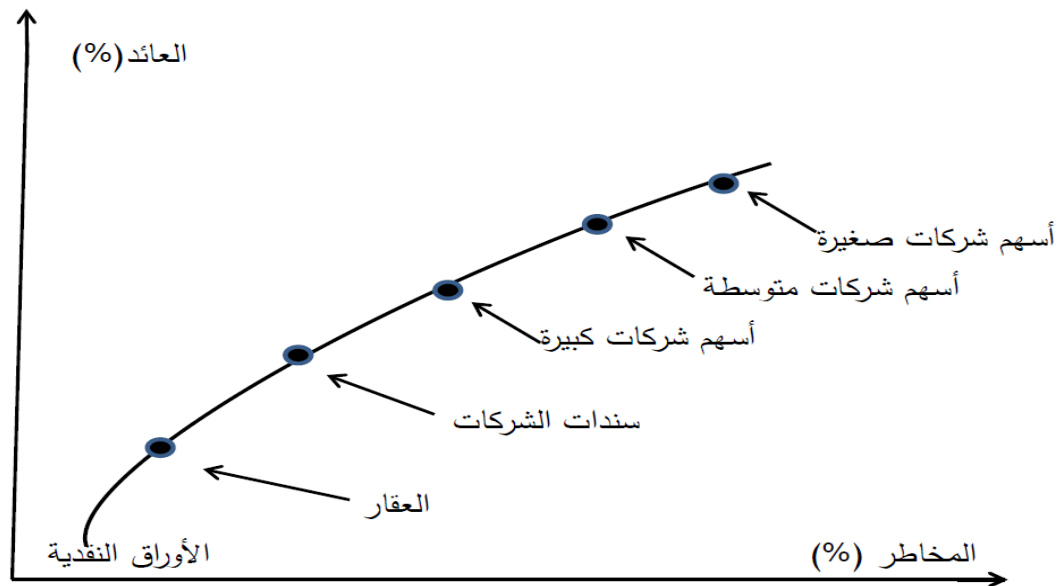 العائد(%)
أسهم شركات صغيرة
أسهم شركات متوسطة
أسهم شركات كبيرة
سندات الشركات
العقار
الأوراق النقدية
المخاطر (%)